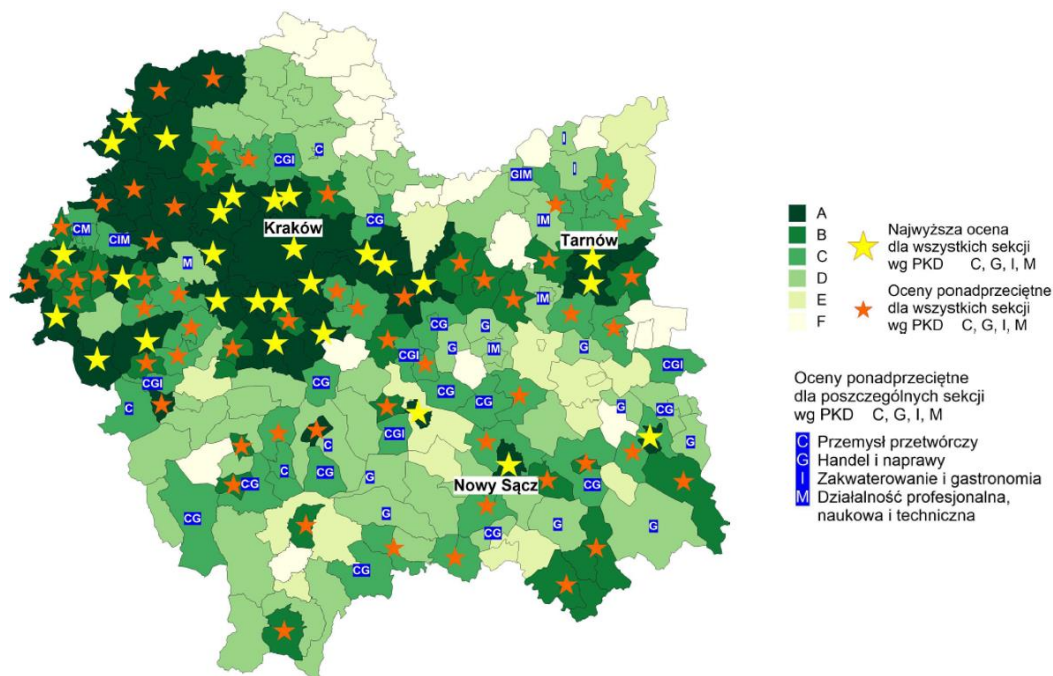 CGI
C
I
GIM
I
CG
IM
CM
Kraków
CIM
Tarnów
M
IM
CG
G
G
CGI
G
IM
CGI
CG
CGI
CG
C
CG
G
CG
CGI
C
G
Nowy Sącz
C
CG
G
CG
CG
CG
G
G
CG
G
CG
A
B
C
D
E
F
Najwyższa ocena
dla wszystkich sekcji
wg PKD C, G, I, M
Oceny ponadprzeciętne
dla wszystkich sekcji
wg PKD C, G, I, M
Oceny ponadprzeciętne
dla poszczególnych sekcji
wg PKD C, G, I, M
C Przemysł przetwórczy
G Handel i naprawy
I Zakwaterowanie i gastronomia
M Działalność profesjonalna,
naukowa i techniczna